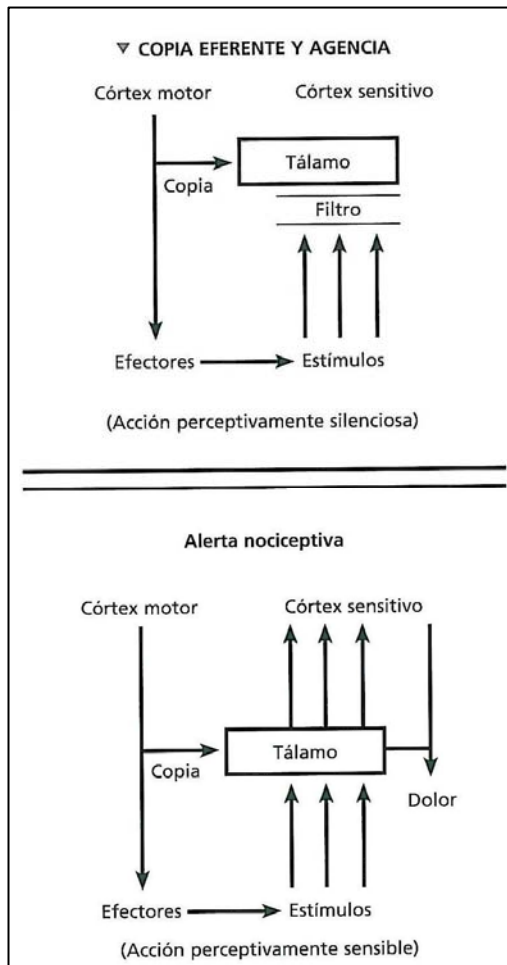 ▼ COPIA EFERENTE Y AGENCIA
Córtex motor Córtex sensitivo
Tálamo
Copia
Filtro
Efectores Estímulos
(Acción perceptivamente silenciosa)
Alerta nociceptiva
Córtex motor Córtex sensitivo
Tálamo
Copia
Dolor
Efectores Estímulos
(Acción perceptivamente sensible)